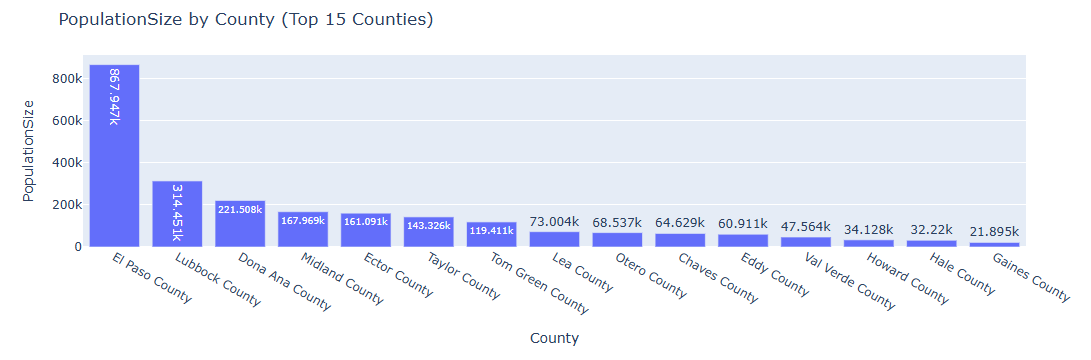 PopulationSize by County (Top 15 Counties)
PopulationSize
800k
600k
400k
200k
0
867.947k
314.451k
221.508k
167.969k
161.091k
143.326k
119.411k
73.004k
68.537k
64.629k
60.911k
47.564k
34.128k
32.22k
21.895k
El Paso County
Lubbock County
Dona Ana County
Midland County
Ector County
Taylor County
Tom Green County
Lea County
Otero County
Chaves County
Eddy County
Val Verde County
Howard County
Hale County
Gaines County
County